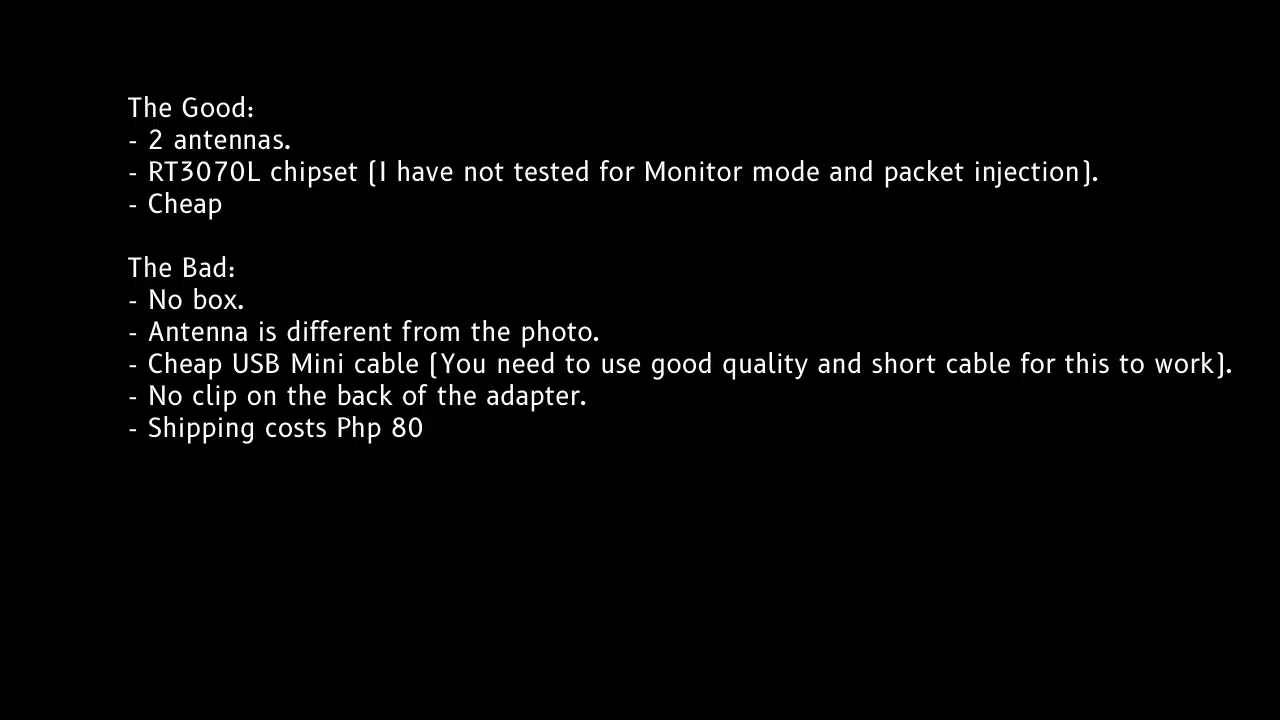 The Good:
- 2 antennas.
- RT3070L chipset (I have not tested for Monitor mode and packet injection).
- Cheap
The Bad:
- No box.
- Antenna is different from the photo.
- Cheap USB Mini cable (You need to use good quality and short cable for this to work).
- No clip on the back of the adapter.
- Shipping costs Php 80